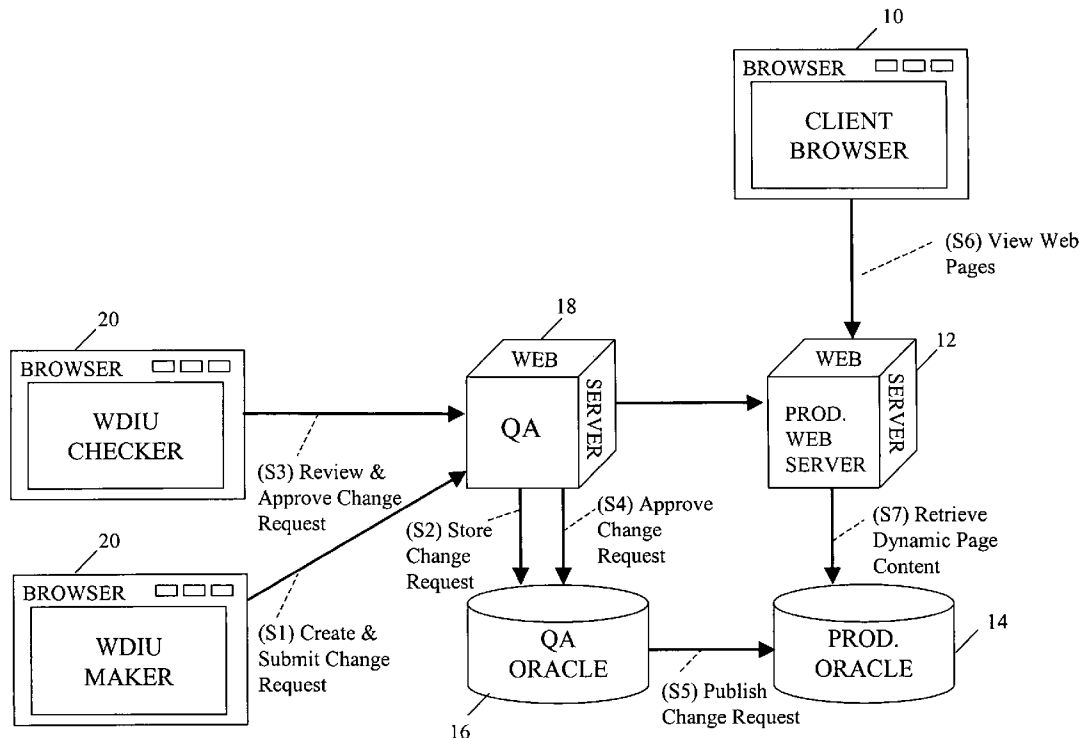 10
BROWSER
CLIENT
BROWSER
(S6) View Web
Pages
20
BROWSER
WDIU
CHECKER
(S3) Review &
Approve Change
Request
18
WEB
SERVER
QA
12
WEB
SERVER
PROD.
WEB
SERVER
(S2) Store
Change
Request
(S4) Approve
Change
Request
(S7) Retrieve
Dynamic Page
Content
20
BROWSER
WDIU
MAKER
(S1) Create &
Submit Change
Request
QA
ORACLE
16
(S5) Publish
Change Request
PROD.
ORACLE
14